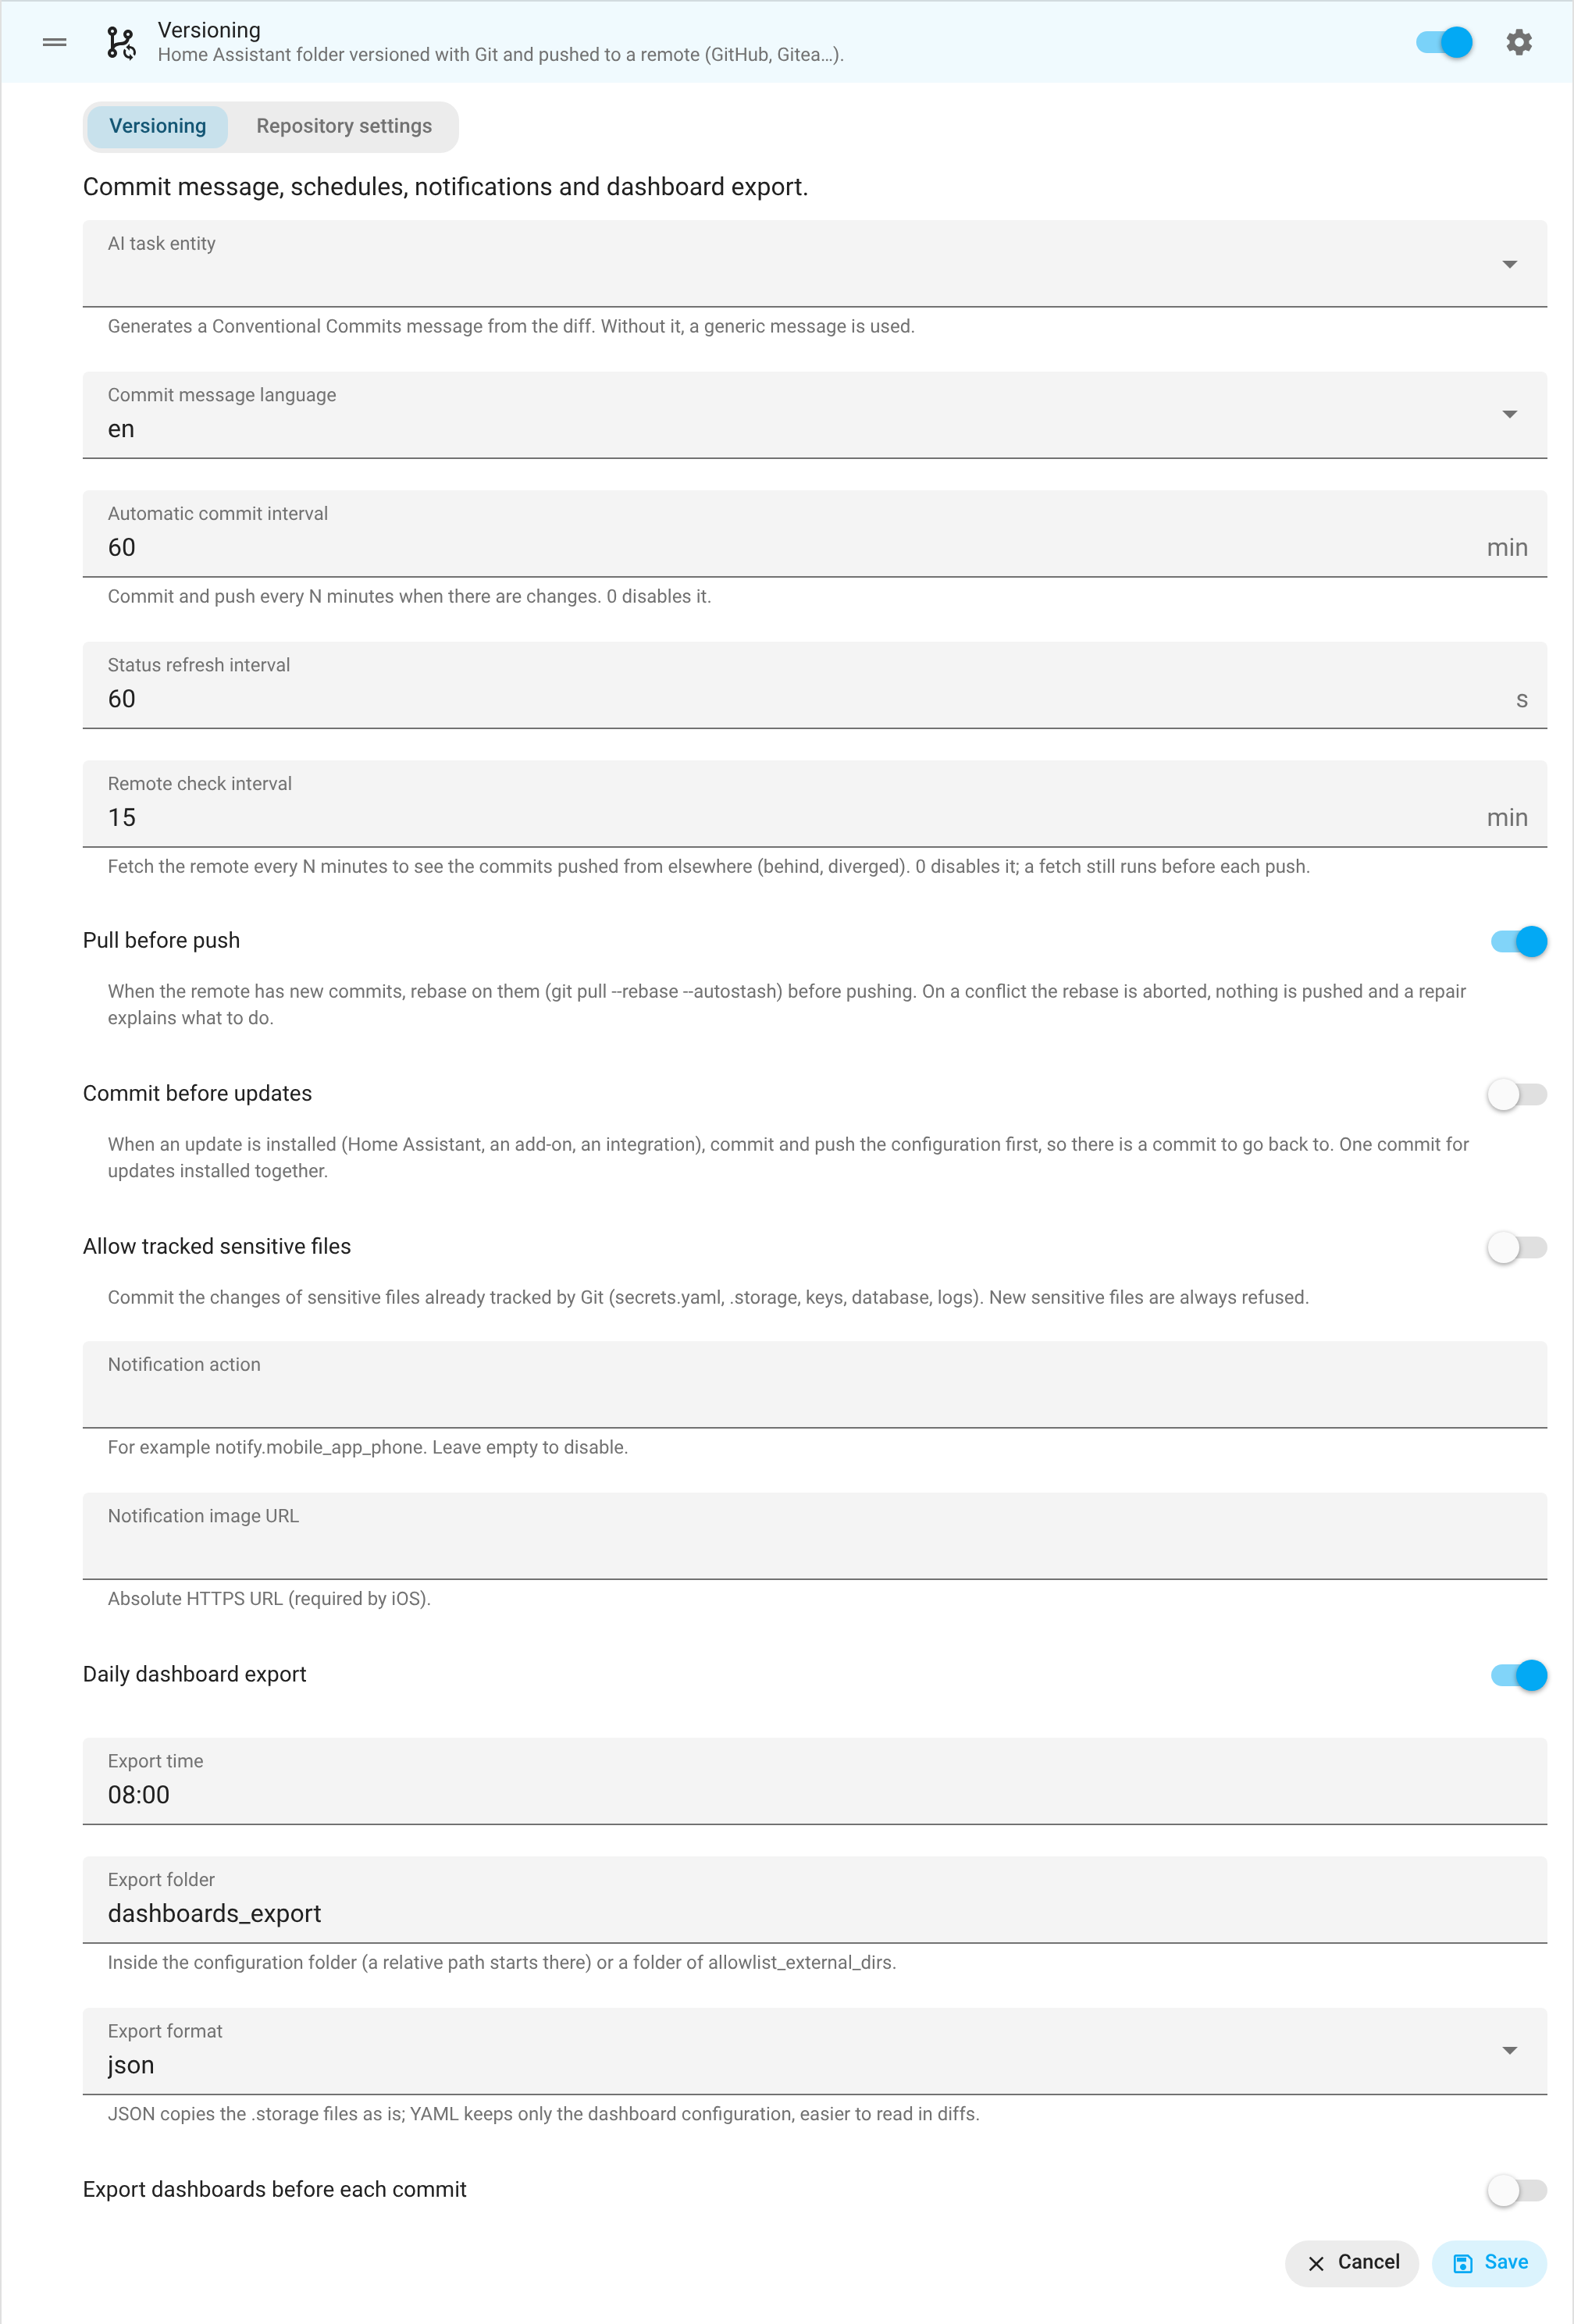 Versioning
Home Assistant folder versioned with Git and pushed to a remote (GitHub, Gitea...).
Versioning
Repository settings
Commit message, schedules, notifications and dashboard export.
AI task entity
Generates a Conventional Commits message from the diff. Without it, a generic message is used.
Commit message language
en
Automatic commit interval
60
min
Commit and push every N minutes when there are changes. 0 disables it.
Status refresh interval
60
s
Remote check interval
15
min
Fetch the remote every N minutes to see the commits pushed from elsewhere (behind, diverged). 0 disables it; a fetch still runs before each push.
Pull before push
When the remote has new commits, rebase on them (git pull --rebase --autostash) before pushing. On a conflict the rebase is aborted, nothing is pushed and a repair
explains what to do.
Commit before updates
When an update is installed (Home Assistant, an add-on, an integration), commit and push the configuration first, so there is a commit to go back to. One commit for
updates installed together.
Allow tracked sensitive files
Commit the changes of sensitive files already tracked by Git (secrets.yaml, .storage, keys, database, logs). New sensitive files are always refused.
Notification action
For example notify.mobile_app_phone. Leave empty to disable.
Notification image URL
Absolute HTTPS URL (required by iOS).
Daily dashboard export
Export time
08:00
Export folder
dashboards_export
Inside the configuration folder (a relative path starts there) or a folder of allowlist_external_dirs.
Export format
json
JSON copies the .storage files as is; YAML keeps only the dashboard configuration, easier to read in diffs.
Export dashboards before each commit
Cancel
Save